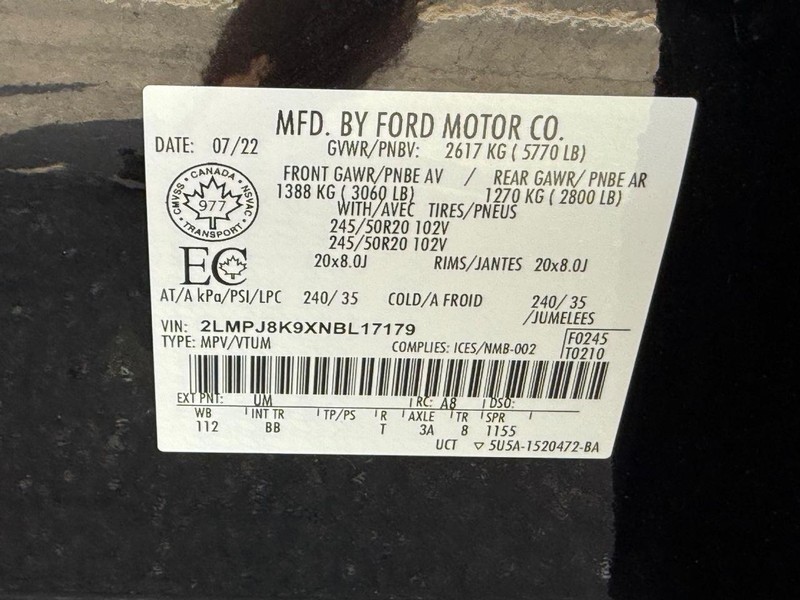 MFD. BY FORD MOTOR CO.
DATE: 07/22
GVWR/PNBV: 2617 KG ( 5770 LB)
FRONT GAWR/PNBE AV / REAR GAWR/ PNBE AR
1388 KG ( 3060 LB) 1270 KG ( 2800 LB)
WITH/AVEC TIRES/PNEUS
245/50R20 102V
245/50R20 102V
20x8.0J RIMS/JANTES 20x8.0J
CMVSS • CANADA • NSVAC
977
TRANSPORT
EC
AT/A kPa/PSI/LPC 240/ 35 COLD/A FROID 240/ 35
/JUMELEES
VIN: 2LMPJ8K9XNBL17179
F0245
TYPE: MPV/VTUM COMPLIES: ICES/NMB-002
T0210
EXT PNT: UM RC: A8 DSO:
WB INT TR TP/PS R AXLE TR SPR
112 BB T 3A 8 1155
UCT ▽ 5U5A-1520472-BA